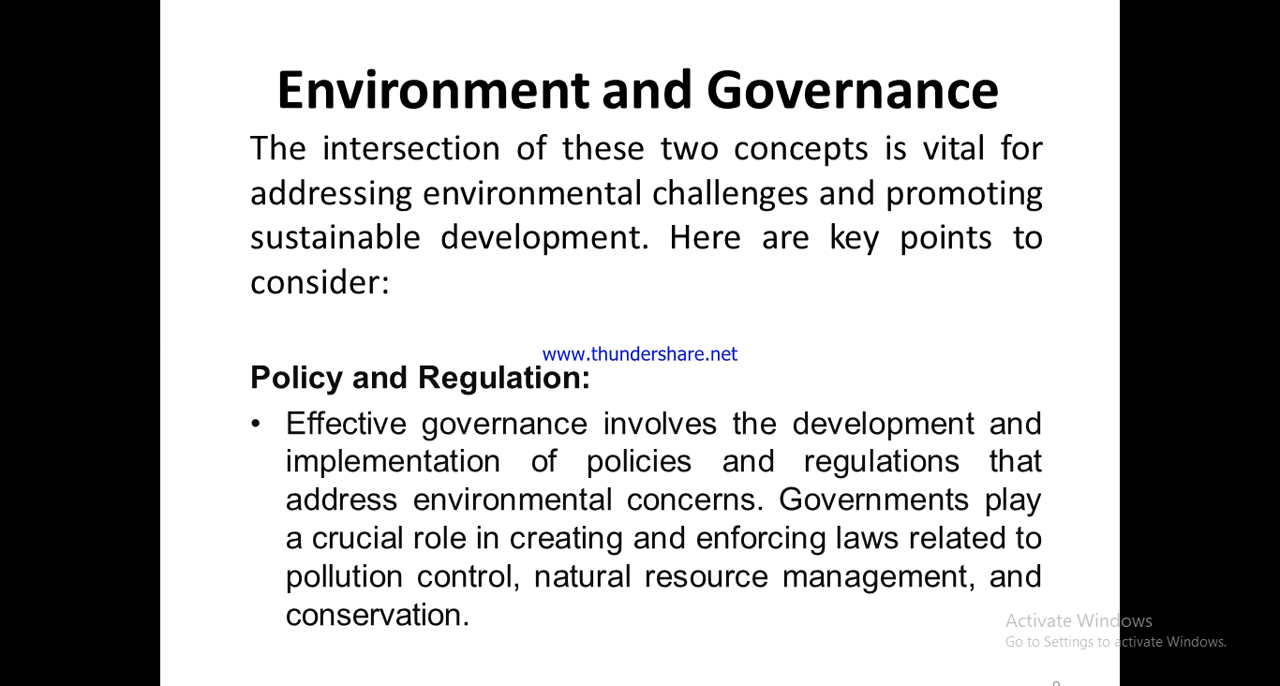 Environment and Governance
The intersection of these two concepts is vital for
addressing environmental challenges and promoting
sustainable development. Here are key points to
consider:
www.thundershare.net
Policy and Regulation:
• Effective governance involves the development and
implementation of policies and regulations that
address environmental concerns. Governments play
a crucial role in creating and enforcing laws related to
pollution control, natural resource management, and
conservation.
Activate Windows
Go to Settings to activate Windows.